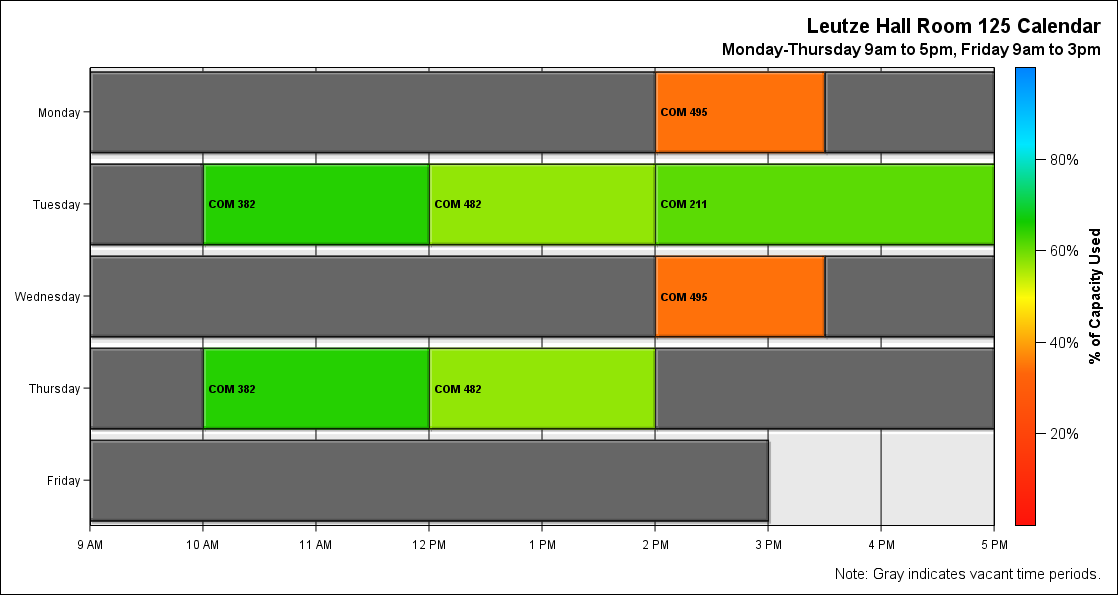 Leutze Hall Room 125 Calendar
Monday-Thursday 9am to 5pm, Friday 9am to 3pm
Monday
COM 495
Tuesday
COM 382
COM 482
COM 211
Wednesday
COM 495
Thursday
COM 382
COM 482
Friday
9 AM
10 AM
11 AM
12 PM
1 PM
2 PM
3 PM
4 PM
5 PM
80%
60%
40%
20%
% of Capacity Used
Note: Gray indicates vacant time periods.